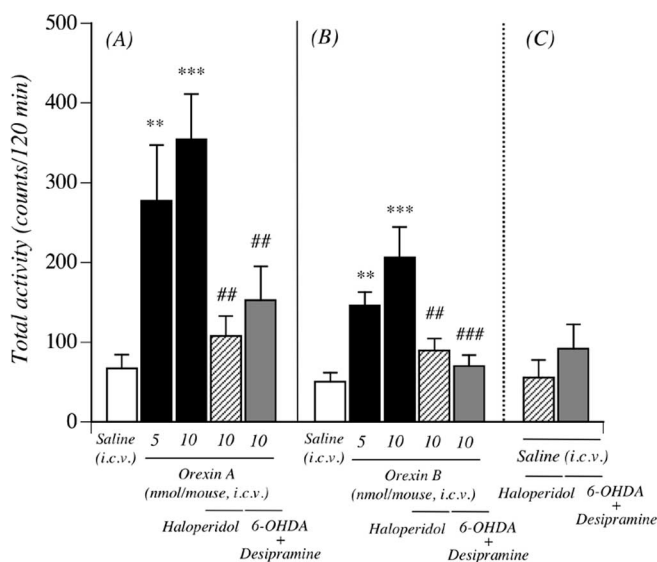 Total activity (counts/120 min)
500
400
300
200
100
0
(A)
**
***
##
##
(B)
**
***
##
###
(C)
Saline 5 10 10 10
(i.c.v.)
Orexin A
(nmol/mouse, i.c.v.)
Haloperidol 6-OHDA
+
Desipramine
Saline 5 10 10 10
(i.c.v.)
Orexin B
(nmol/mouse, i.c.v.)
Haloperidol 6-OHDA
+
Desipramine
Saline (i.c.v.)
Haloperidol 6-OHDA
+
Desipramine